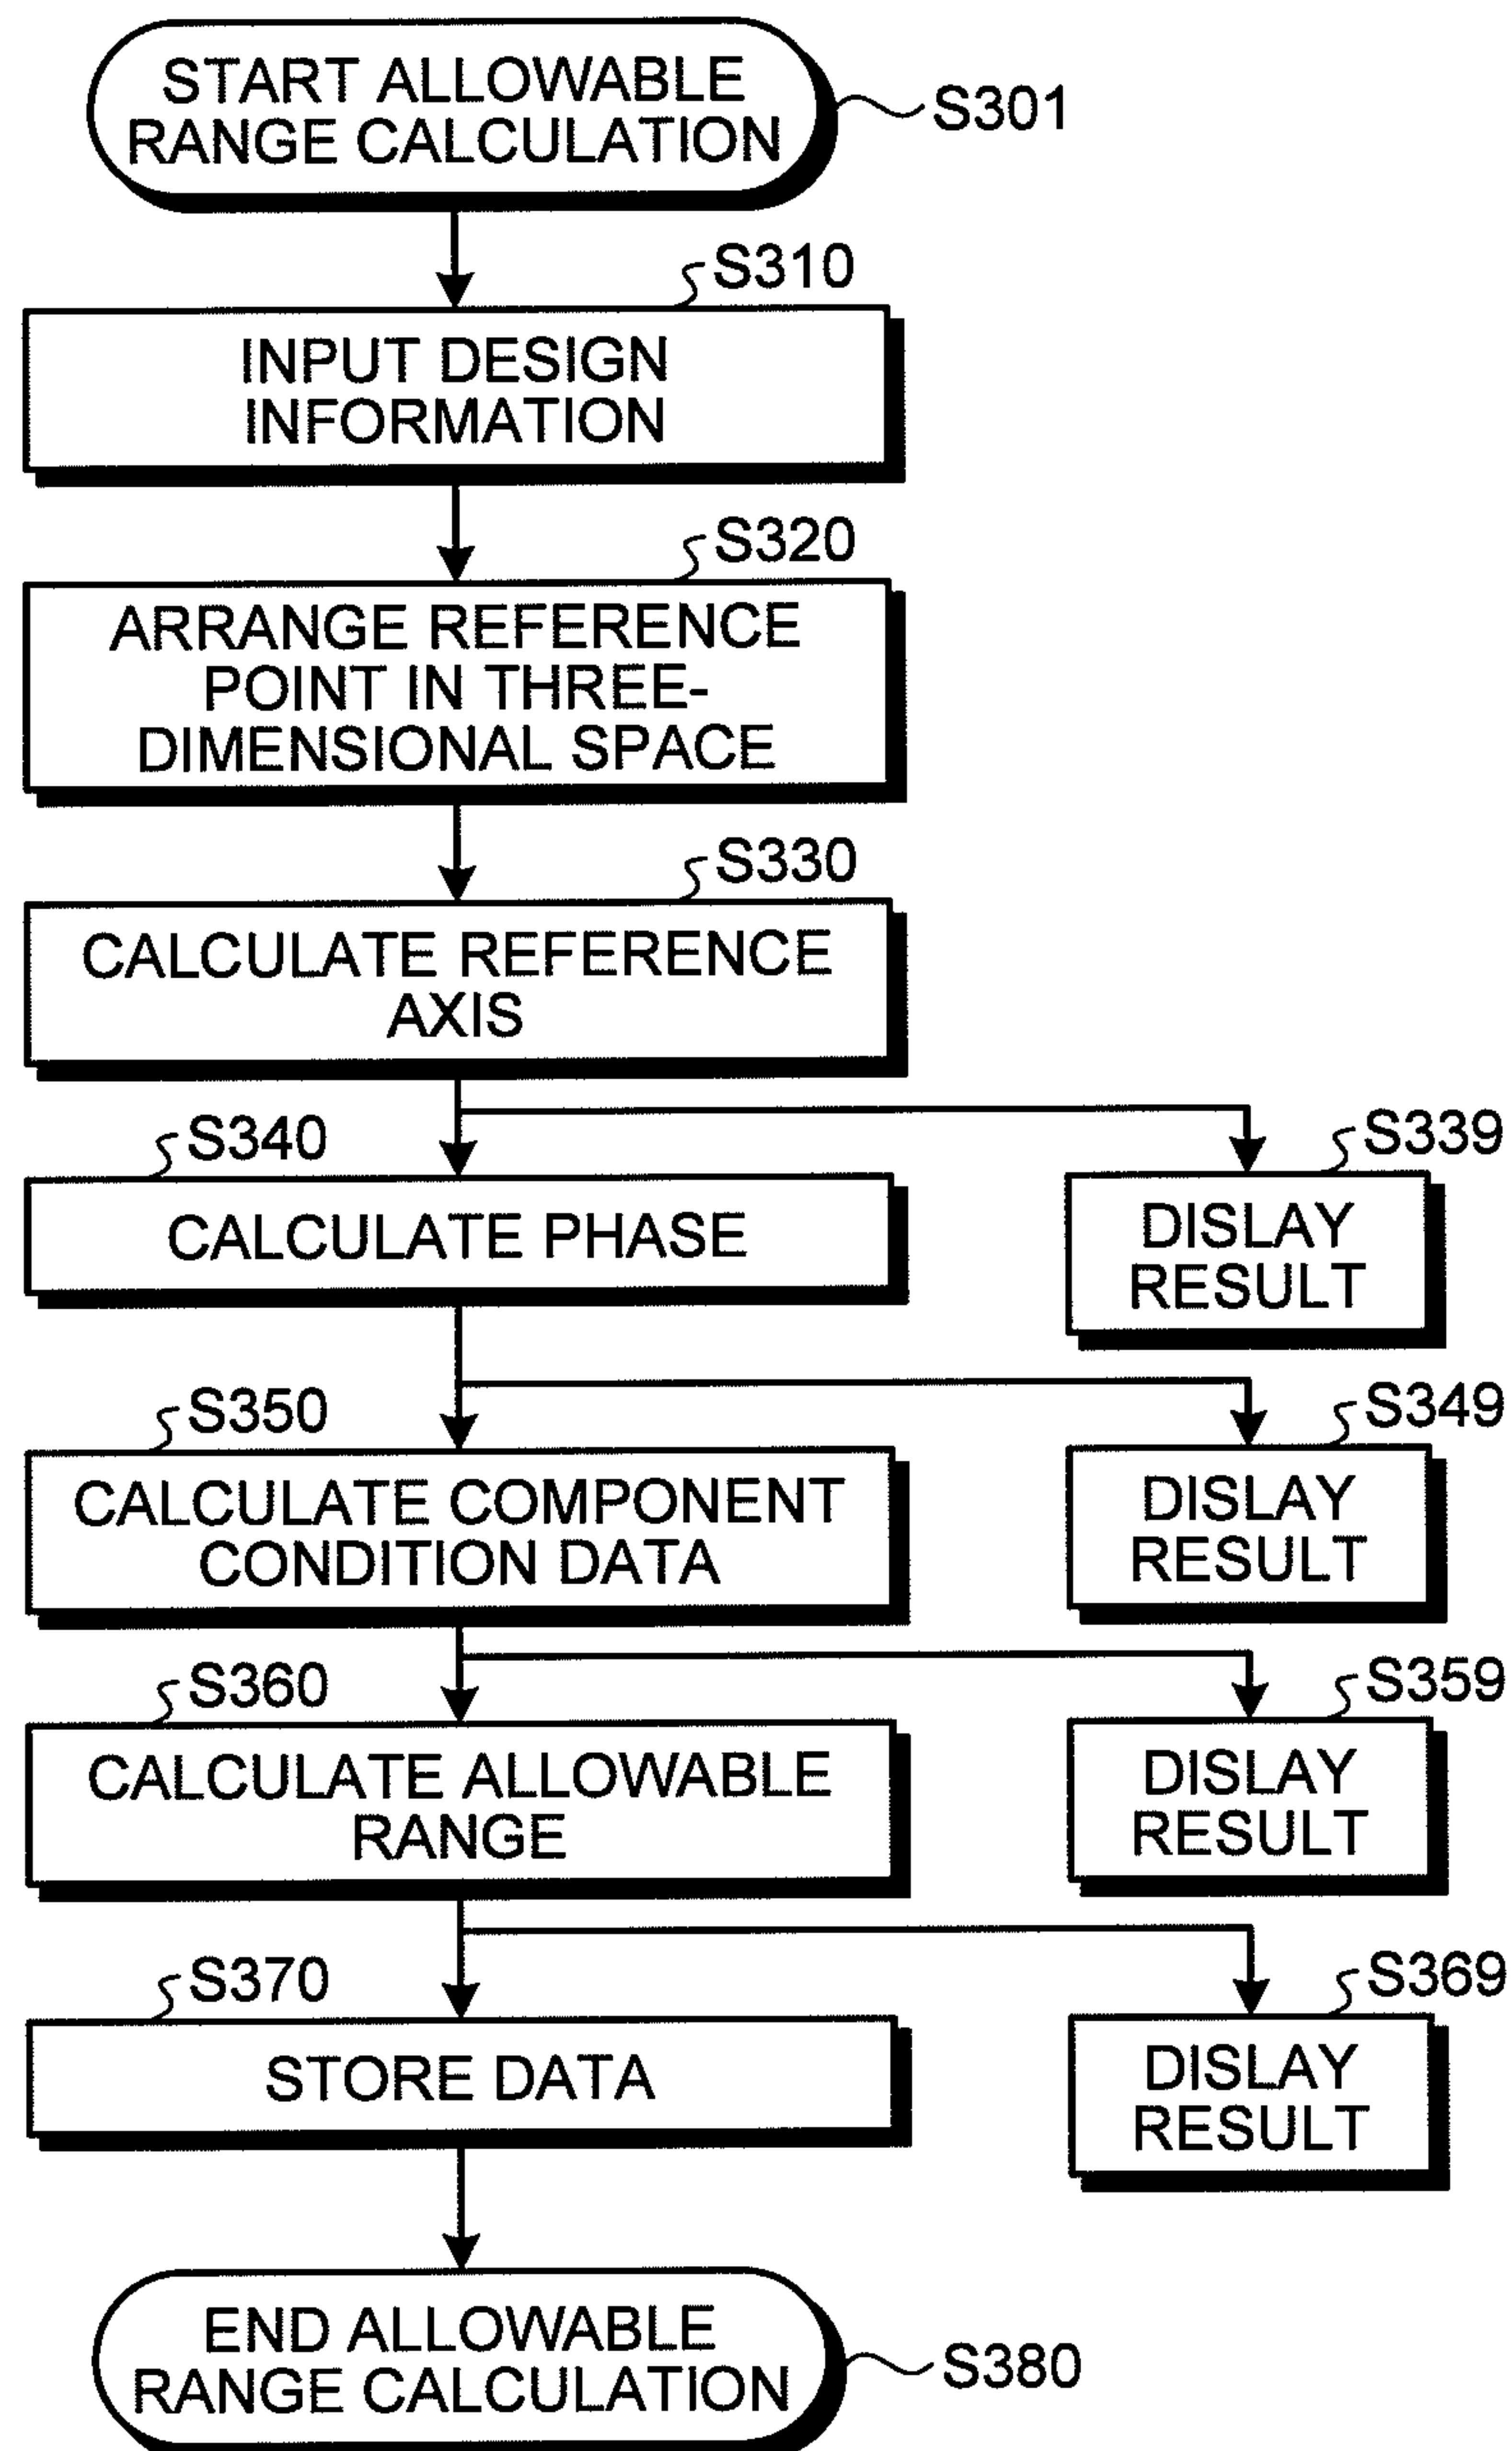 START ALLOWABLE
RANGE CALCULATION
S301
S310
INPUT DESIGN
INFORMATION
S320
ARRANGE REFERENCE
POINT IN THREE-
DIMENSIONAL SPACE
S330
CALCULATE REFERENCE
AXIS
S340
CALCULATE PHASE
S339
DISLAY
RESULT
S350
CALCULATE COMPONENT
CONDITION DATA
S349
DISLAY
RESULT
S360
CALCULATE ALLOWABLE
RANGE
S359
DISLAY
RESULT
S370
STORE DATA
S369
DISLAY
RESULT
END ALLOWABLE
RANGE CALCULATION
S380